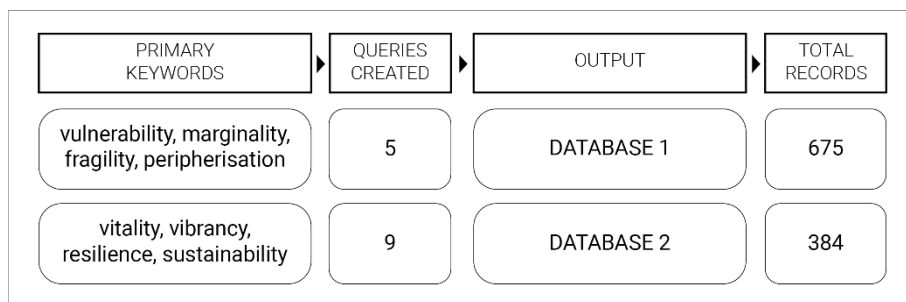 PRIMARY
KEYWORDS
QUERIES
CREATED
OUTPUT
TOTAL
RECORDS
vulnerability, marginality,
fragility, peripherisation
5
DATABASE 1
675
vitality, vibrancy,
resilience, sustainability
9
DATABASE 2
384